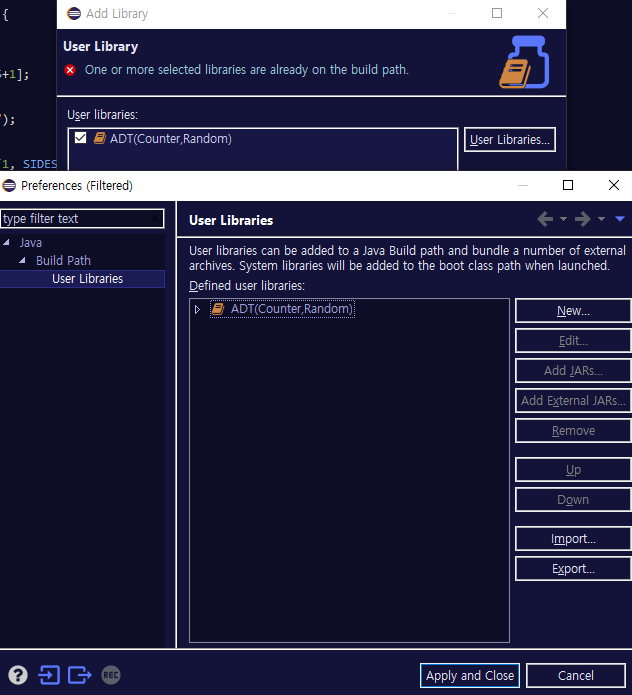 {
Add Library
User Library
One or more selected libraries are already on the build path.
+1];
);
User libraries:
ADT(Counter,Random)
User Libraries...
1, SIDES
Preferences (Filtered)
type filter text
Java
Build Path
User Libraries
User Libraries
User libraries can be added to a Java Build path and bundle a number of external
archives. System libraries will be added to the boot class path when launched.
Defined user libraries:
ADT(Counter,Random)
New...
Edit...
Add JARs...
Add External JARs...
Remove
Up
Down
Import...
Export...
?
REC
Apply and Close
Cancel